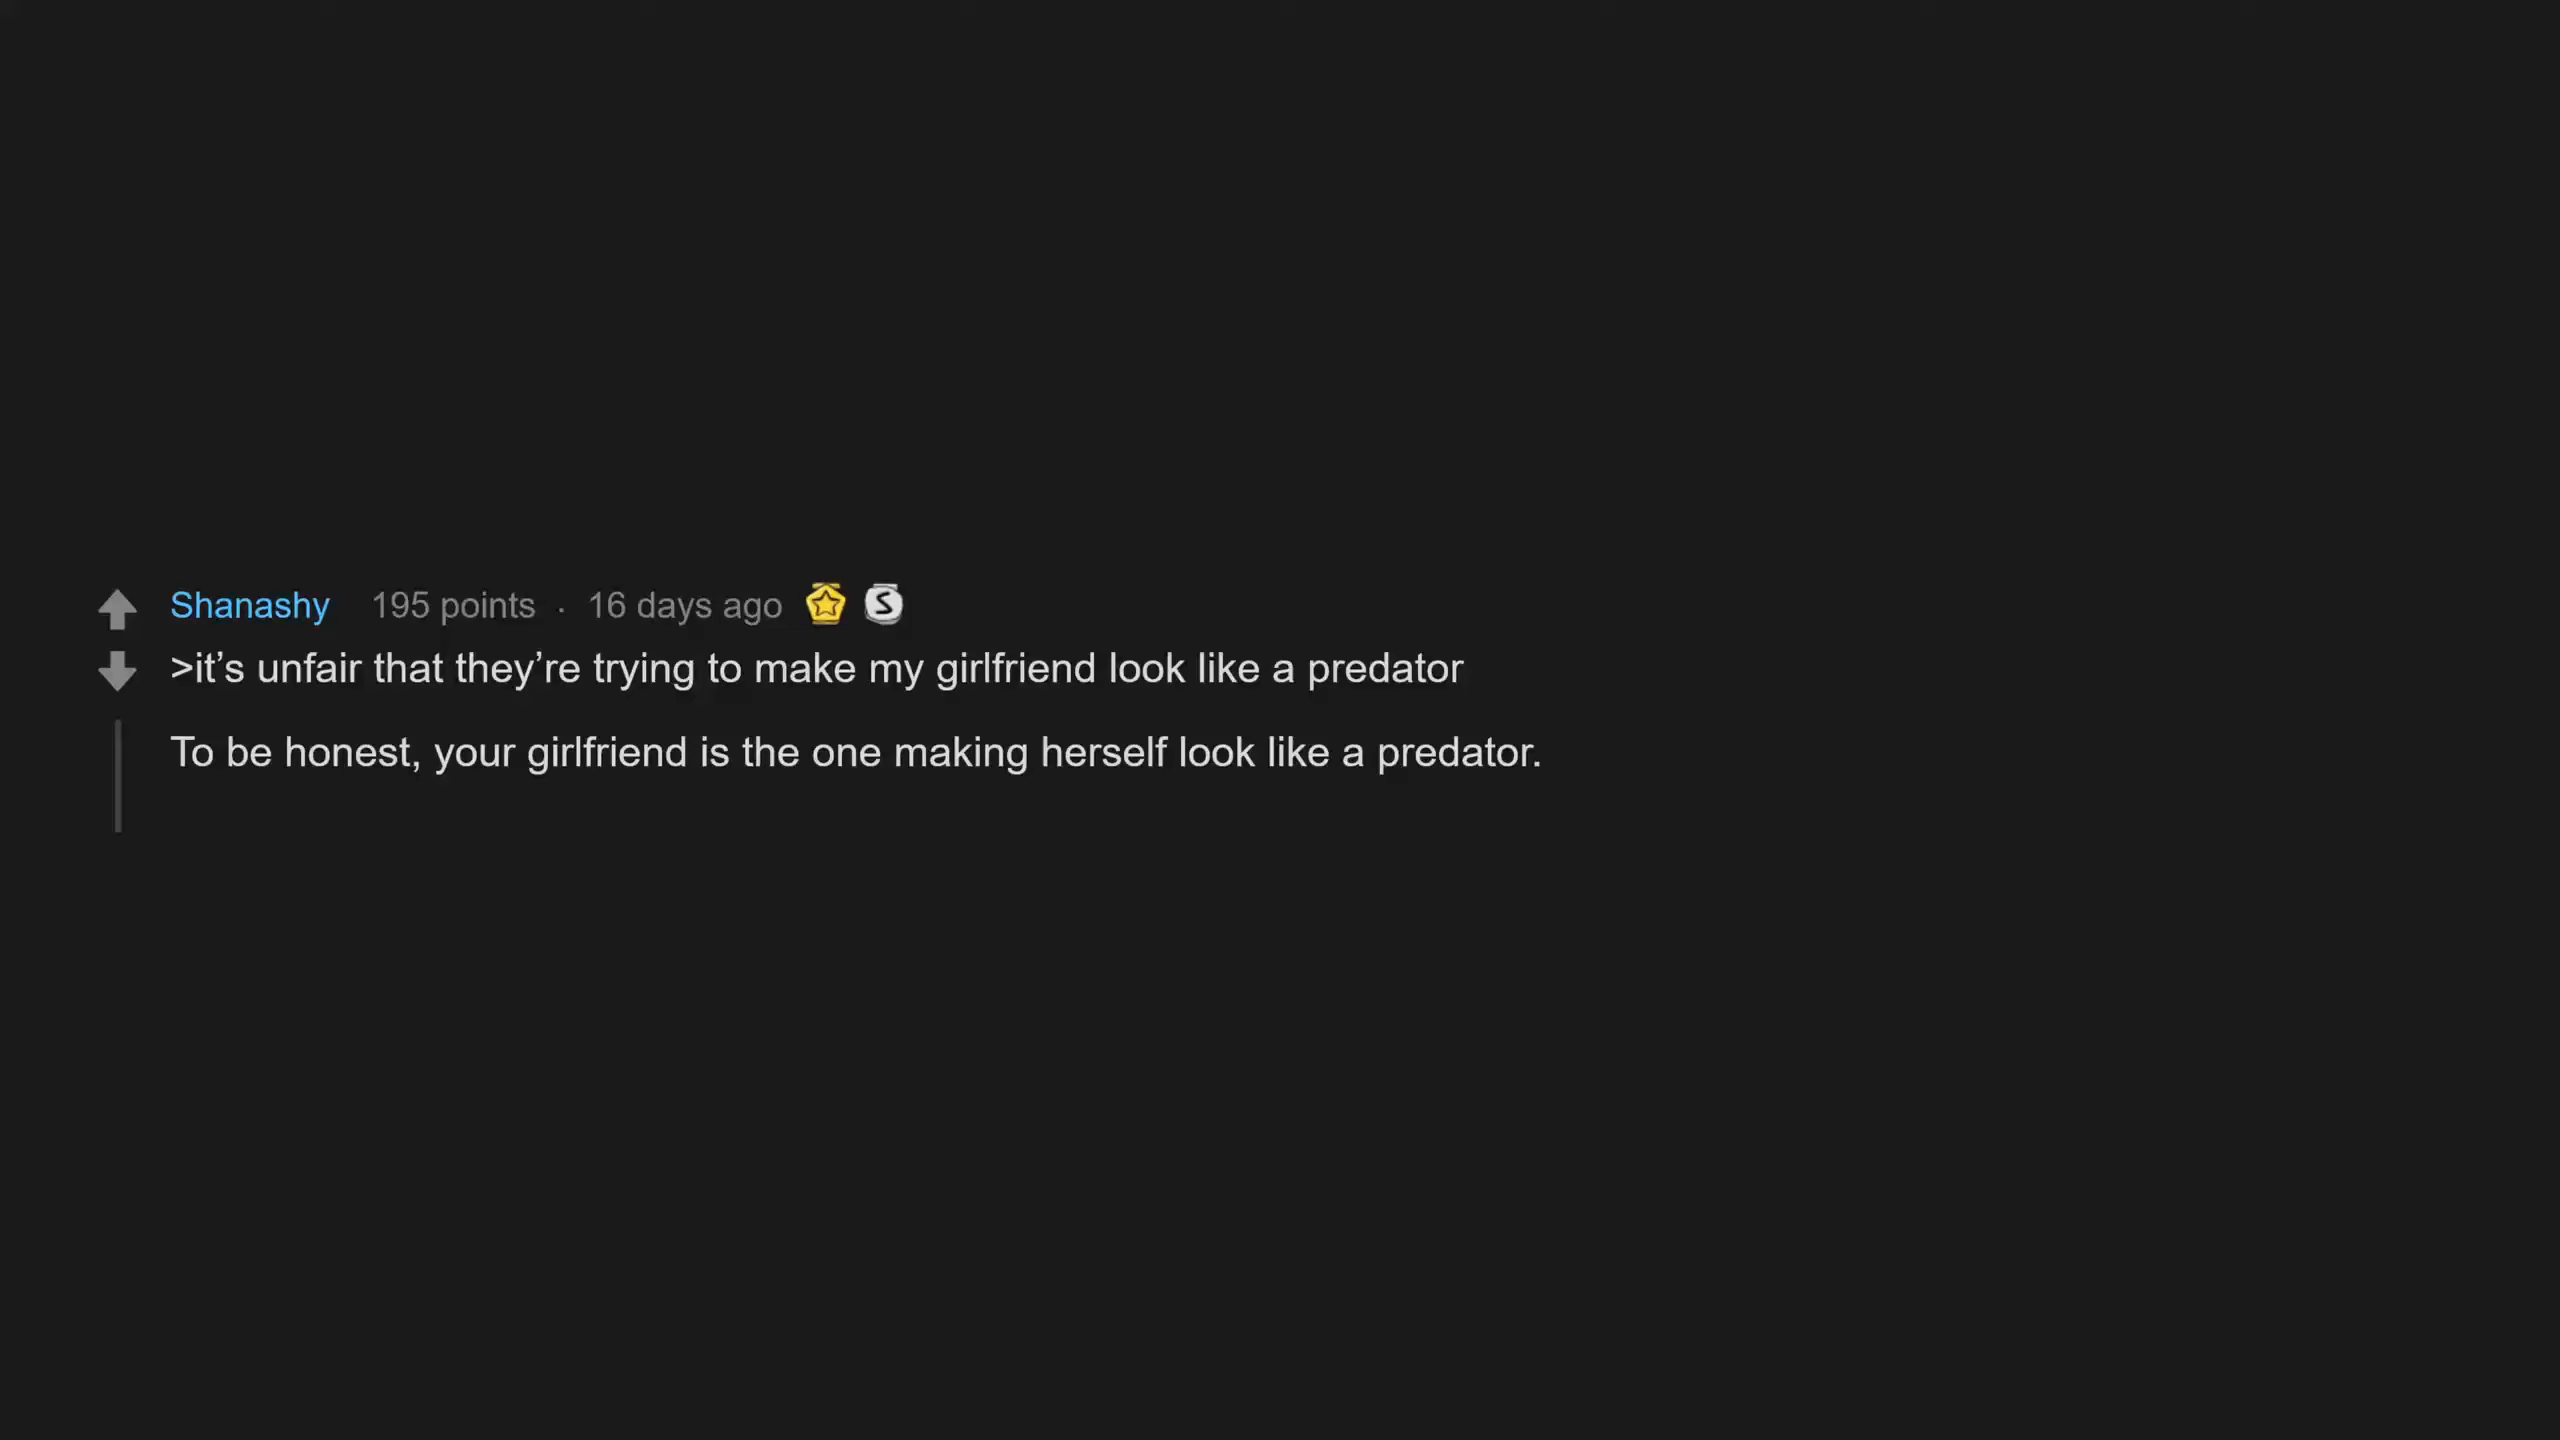 Shanashy 195 points · 16 days ago
>it’s unfair that they’re trying to make my girlfriend look like a predator
To be honest, your girlfriend is the one making herself look like a predator.